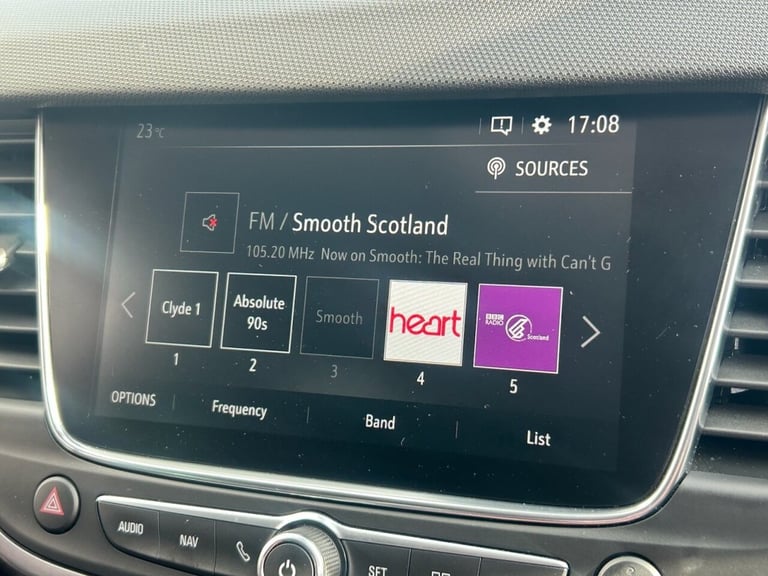 23°C
17:08
SOURCES
FM / Smooth Scotland
105.20 MHz Now on Smooth: The Real Thing with Can't G
Clyde 1
Absolute
90s
Smooth
heart
BBC
RADIO
Scotland
1
2
3
4
5
OPTIONS
Frequency
Band
List
AUDIO
NAV
SET